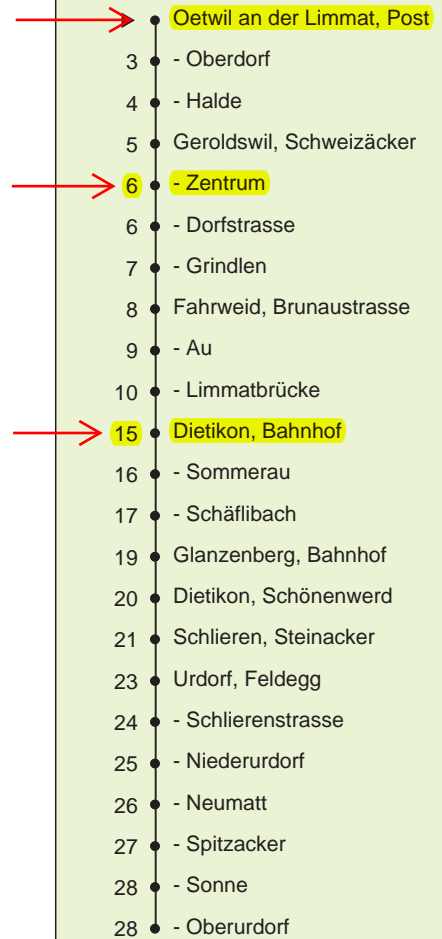 Oetwil an der Limmat, Post
3 - Oberdorf
4 - Halde
5 Geroldswil, Schweizäcker
6 - Zentrum
6 - Dorfstrasse
7 - Grindlen
8 Fahrweid, Brunaustrasse
9 - Au
10 - Limmatbrücke
15 Dietikon, Bahnhof
16 - Sommerau
17 - Schäflibach
19 Glanzenberg, Bahnhof
20 Dietikon, Schönenwerd
21 Schlieren, Steinacker
23 Urdorf, Feldegg
24 - Schlierenstrasse
25 - Niederurdorf
26 - Neumatt
27 - Spitzacker
28 - Sonne
28 - Oberurdorf